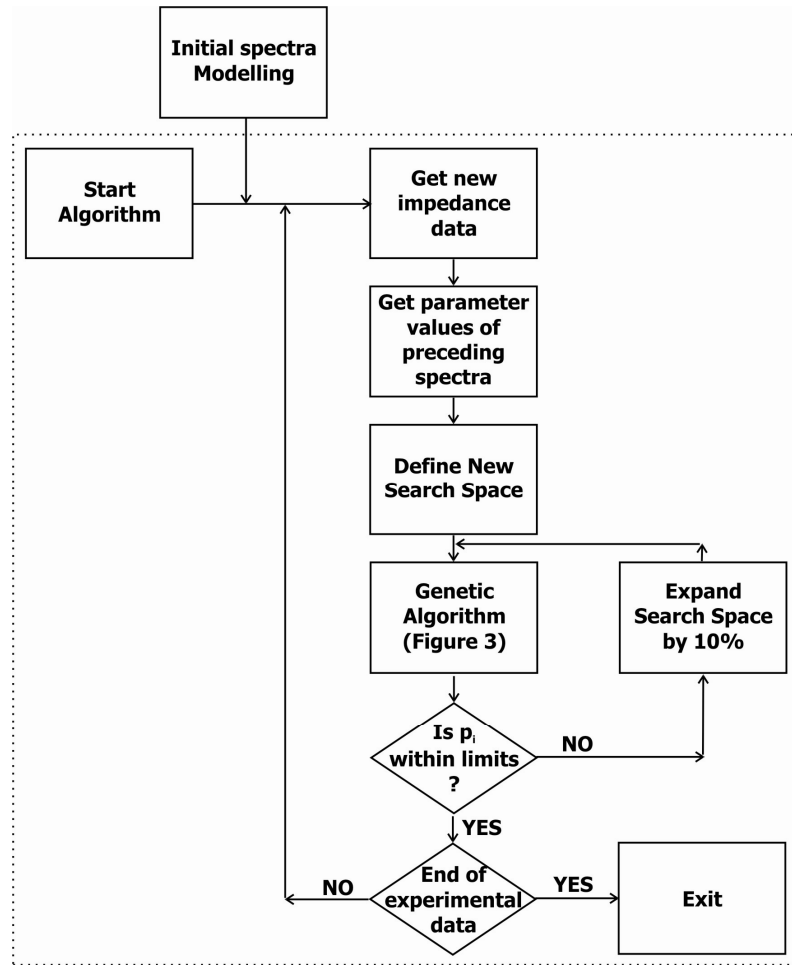 Initial spectra
Modelling
Start
Algorithm
Get new
impedance
data
Get parameter
values of
preceding
spectra
Define New
Search Space
Genetic
Algorithm
(Figure 3)
Expand
Search Space
by 10%
Is pᵢ
within limits
?
NO
YES
End of
experimental
data
NO
YES
Exit